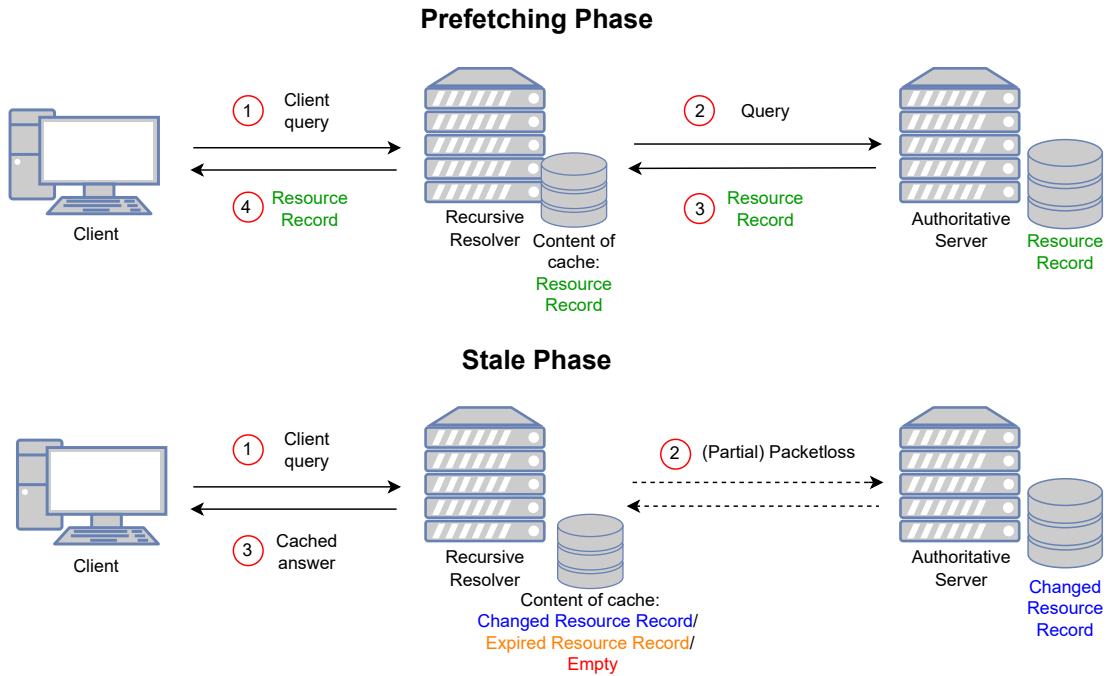 Prefetching Phase
1
Client
query
2
Query
4
Resource
Record
3
Resource
Record
Client
Recursive
Resolver
Content of
cache:
Resource
Record
Authoritative
Server
Resource
Record
Stale Phase
1
Client
query
2
(Partial) Packetloss
3
Cached
answer
Client
Recursive
Resolver
Content of cache:
Changed Resource Record/
Expired Resource Record/
Empty
Authoritative
Server
Changed
Resource
Record